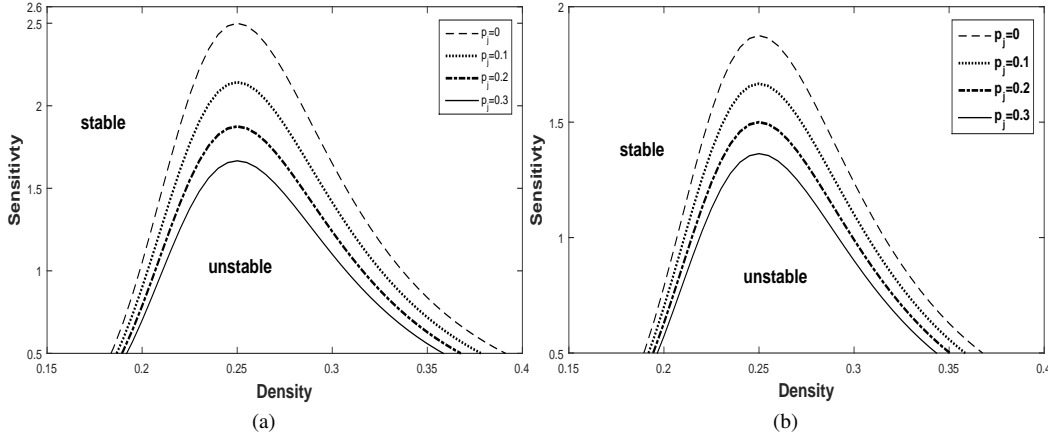 2.6
2.5
2
1.5
1
0.5
0.15
0.2
0.25
0.3
0.35
0.4
Sensitivty
Density
stable
unstable
p_j=0
p_j=0.1
p_j=0.2
p_j=0.3
(a)
2
1.5
1
0.5
0.15
0.2
0.25
0.3
0.35
0.4
Sensitivty
Density
stable
unstable
p_j=0
p_j=0.1
p_j=0.2
p_j=0.3
(b)